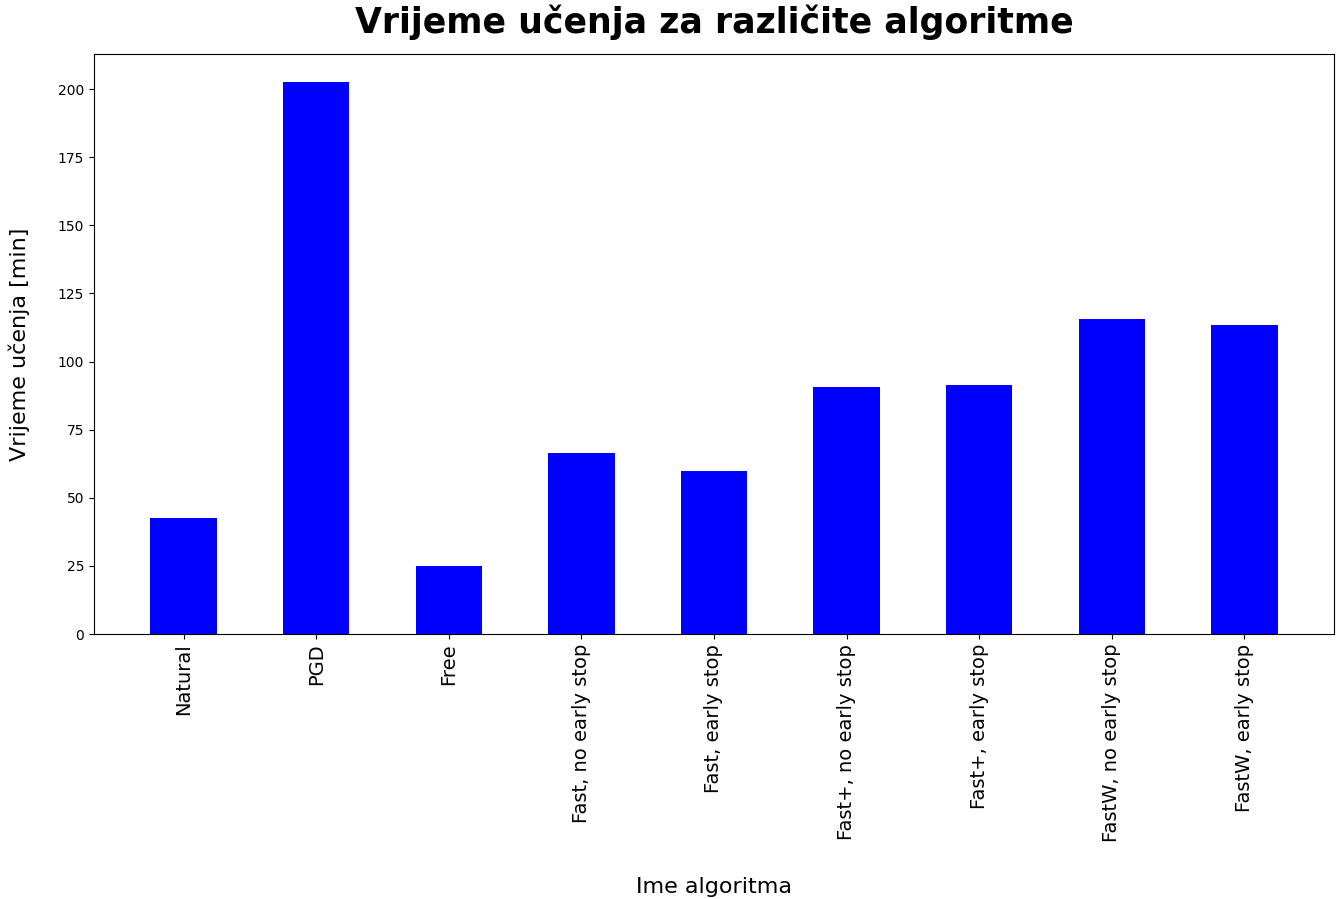 Vrijeme učenja za različite algoritme
Vrijeme učenja [min]
200
175
150
125
100
75
50
25
0
Natural
PGD
Free
Fast, no early stop
Fast, early stop
Fast+, no early stop
Fast+, early stop
FastW, no early stop
FastW, early stop
Ime algoritma